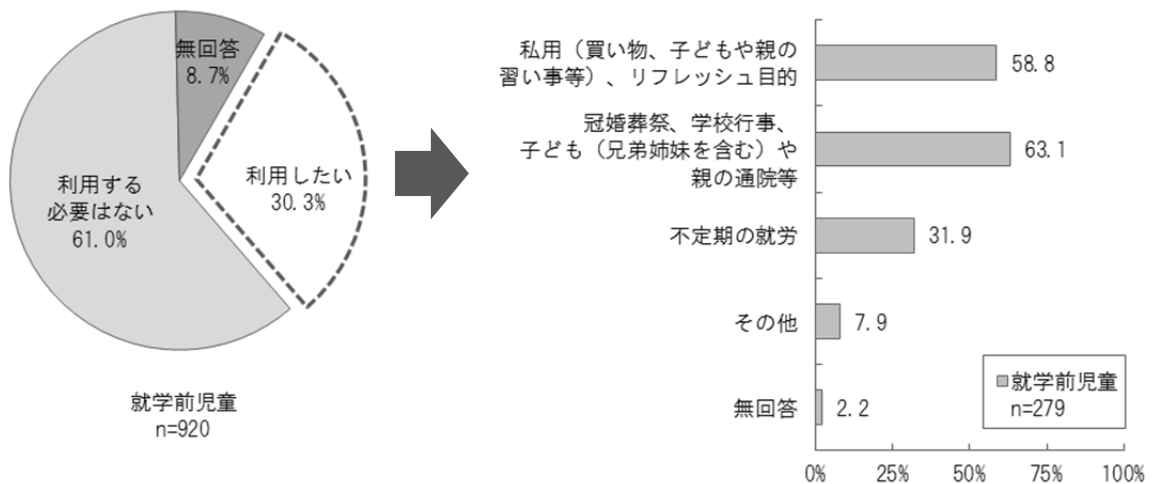 無回答
8.7%
利用したい
30.3%
利用する
必要はない
61.0%
就学前児童
n=920
私用（買い物、子どもや親の
習い事等）、リフレッシュ目的
58.8
冠婚葬祭、学校行事、
子ども（兄弟姉妹を含む）や
親の通院等
63.1
不定期の就労
31.9
その他
7.9
無回答
2.2
就学前児童
n=279
0%
25%
50%
75%
100%